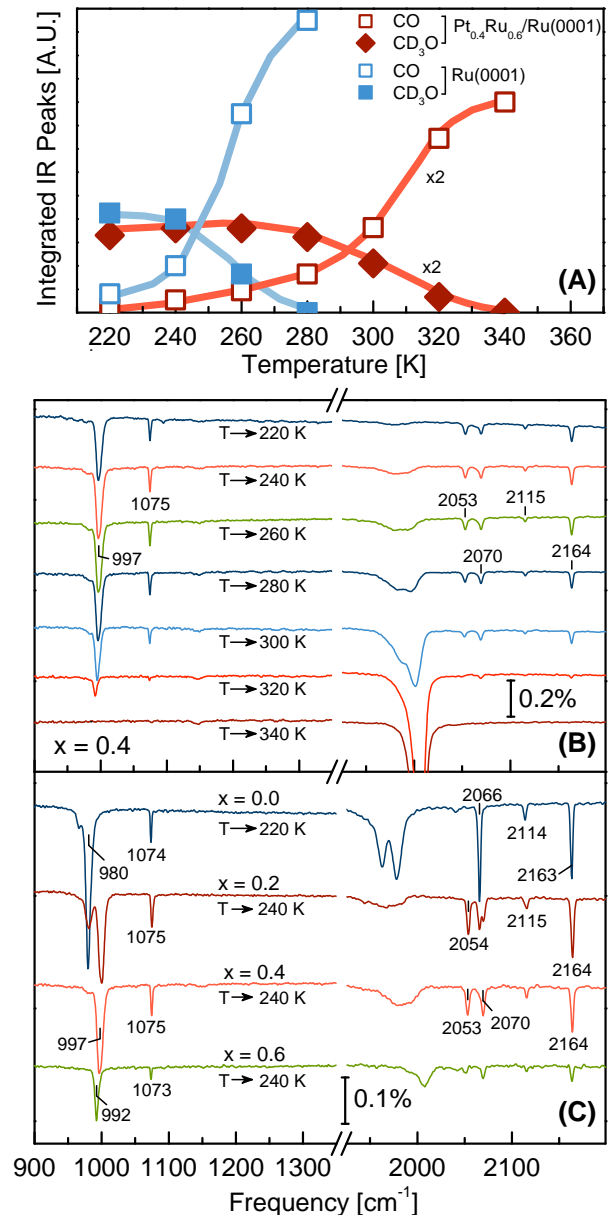 Integrated IR Peaks [A.U.]
CO
CD3O
Pt0.4Ru0.6/Ru(0001)
CO
CD3O
Ru(0001)
x2
x2
(A)
220 240 260 280 300 320 340 360
Temperature [K]
T→220 K
T→240 K
1075
2053
2115
T→260 K
997
2070
2164
T→280 K
T→300 K
T→320 K
0.2%
T→340 K
x = 0.4
(B)
x = 0.0
2066
T→220 K
980
1074
2114
2163
x = 0.2
T→240 K
1075
2054
2115
2164
x = 0.4
997
1075
T→240 K
2053
2070
2164
x = 0.6
T→240 K
992
1073
0.1%
(C)
900 1000 1100 1200 1300 2000 2100
Frequency [cm-1]